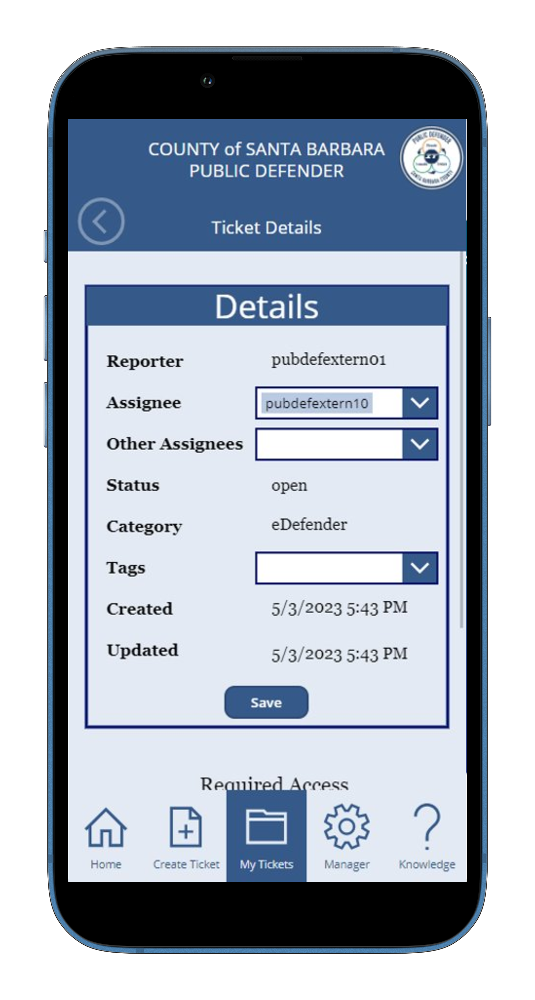 COUNTY of SANTA BARBARA
PUBLIC DEFENDER
PUBLIC DEFENDER
SANTA BARBARA COUNTY
Ticket Details
Details
Reporter pubdefextern01
Assignee pubdefextern10
Other Assignees
Status open
Category eDefender
Tags
Created 5/3/2023 5:43 PM
Updated 5/3/2023 5:43 PM
Save
Required Access
Home Create Ticket My Tickets Manager Knowledge